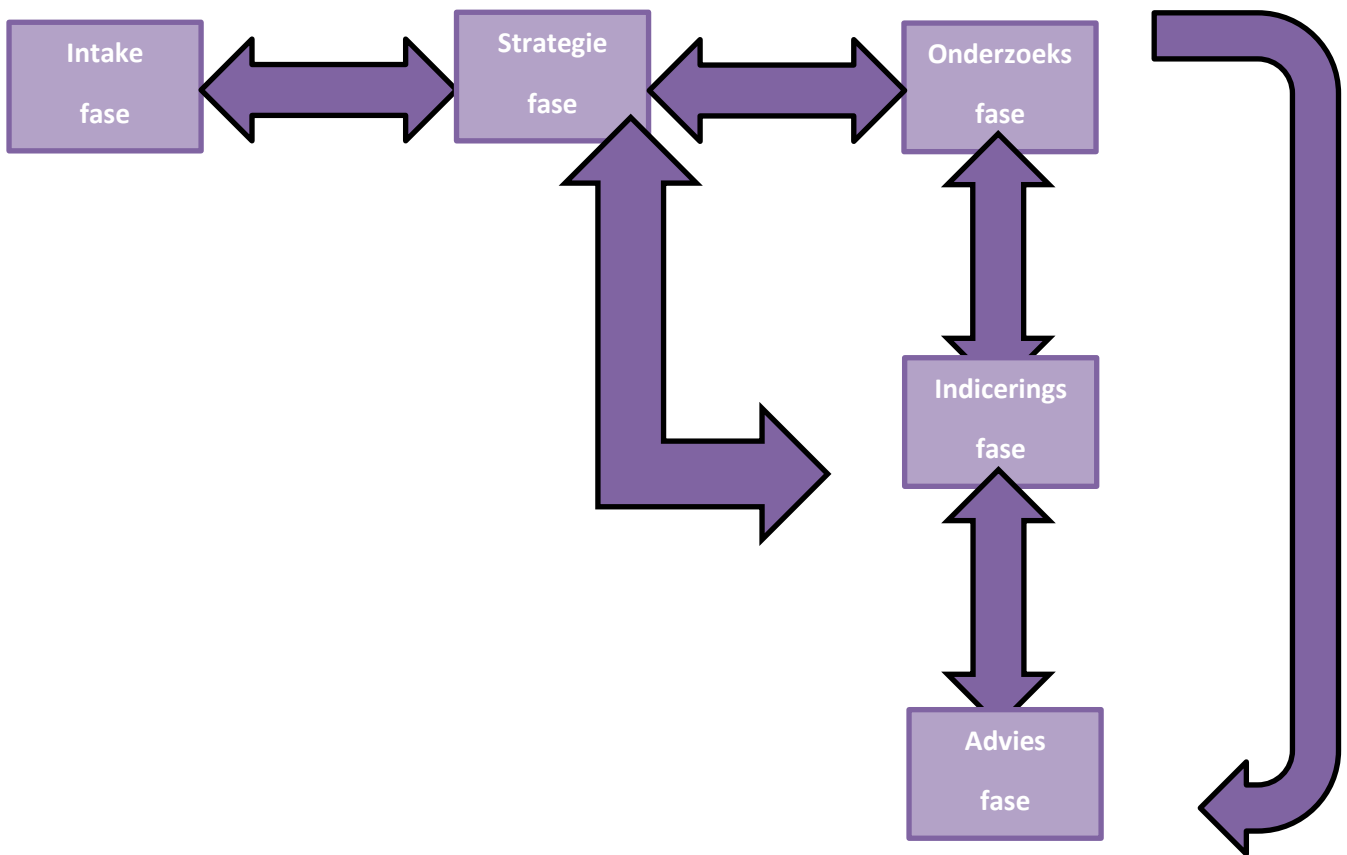 Intake
fase
Strategie
fase
Onderzoeks
fase
Indicerings
fase
Advies
fase